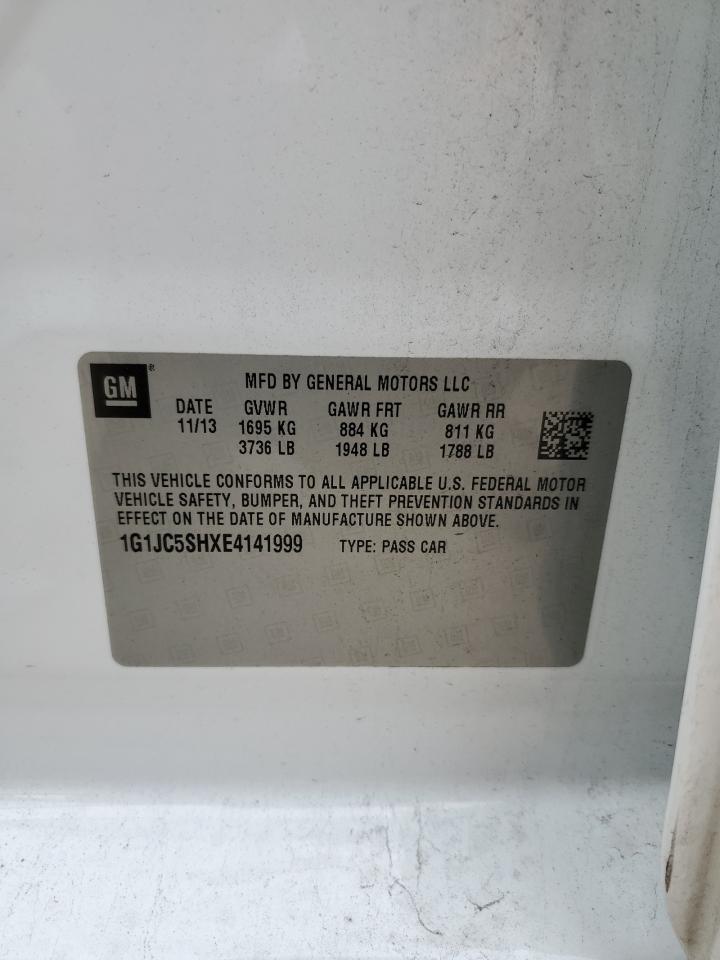 GM®
MFD BY GENERAL MOTORS LLC
DATE GVWR GAWR FRT GAWR RR
11/13 1695 KG 884 KG 811 KG
3736 LB 1948 LB 1788 LB
THIS VEHICLE CONFORMS TO ALL APPLICABLE U.S. FEDERAL MOTOR
VEHICLE SAFETY, BUMPER, AND THEFT PREVENTION STANDARDS IN
EFFECT ON THE DATE OF MANUFACTURE SHOWN ABOVE.
1G1JC5SHXE4141999 TYPE: PASS CAR